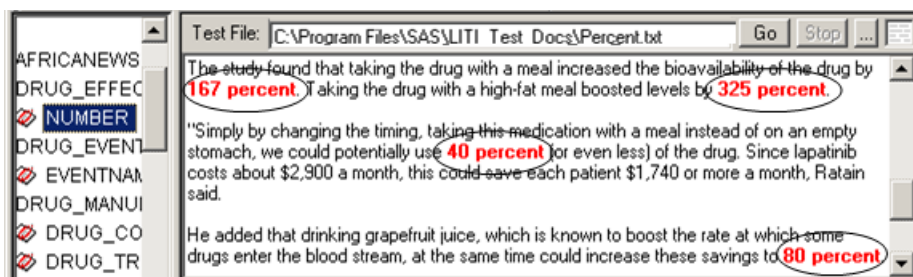 Test File: C:\Program Files\SAS\LITI Test Docs\Percent.txt Go Stop ...
AFRICANEWS
DRUG_EFFEC
NUMBER
DRUG_EVENT
EVENTNAM
DRUG_MANUI
DRUG_CO
DRUG_TR
The study found that taking the drug with a meal increased the bioavailability of the drug by
167 percent. Taking the drug with a high-fat meal boosted levels by 325 percent.
"Simply by changing the timing, taking this medication with a meal instead of on an empty
stomach, we could potentially use 40 percent (or even less) of the drug. Since lapatinib
costs about $2,900 a month, this could save each patient $1,740 or more a month, Ratain
said.
He added that drinking grapefruit juice, which is known to boost the rate at which some
drugs enter the blood stream, at the same time could increase these savings to 80 percent